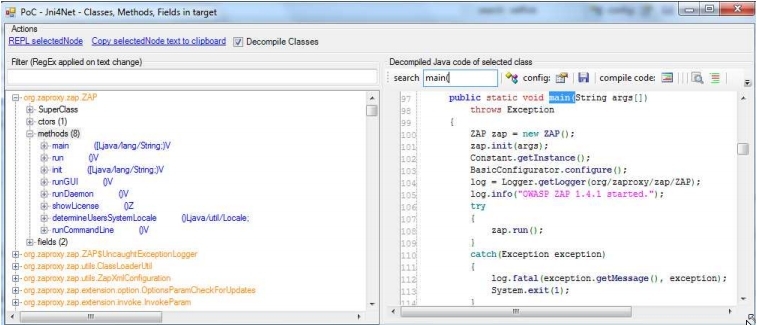 PoC - Jni4Net - Classes, Methods, Fields in target
Actions
REPL selectedNode Copy selectedNode text to clipboard Decompile Classes
Filter (RegEx applied on text change)
org.zaproxy.zap.ZAP
SuperClass
ctors (1)
methods (8)
main ([Ljava/lang/String;)V
run ()V
init ([Ljava/lang/String;)V
runGUI ()V
runDaemon ()V
showLicense ()Z
determineUsersSystemLocale ()Ljava/util/Locale;
runCommandLine ()V
fields (2)
org.zaproxy.zap.ZAP$UncaughtExceptionLogger
org.zaproxy.zap.utils.ClassLoaderUtil
org.zaproxy.zap.utils.ZapXmlConfiguration
org.zaproxy.zap.extension.option.OptionsParamCheckForUpdates
org.zaproxy.zap.extension.invoke.InvokeParam
Decompiled Java code of selected class
search main( config: compile code:
97 public static void main(String args[])
98 throws Exception
99 {
100 ZAP zap = new ZAP();
101 zap.init(args);
102 Constant.getInstance();
103 BasicConfigurator.configure();
104 log = Logger.getLogger(org/zaproxy/zap/ZAP);
105 log.info("OWASP ZAP 1.4.1 started.");
106 try
107 {
108 zap.run();
109 }
110 catch(Exception exception)
111 {
112 log.fatal(exception.getMessage(), exception);
113 System.exit(1);
114 }